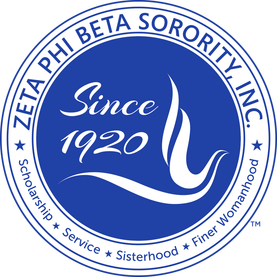 ZETA PHI BETA SORORITY, INC.
Since
1920
Scholarship ★ Service ★ Sisterhood ★ Finer Womanhood
TM